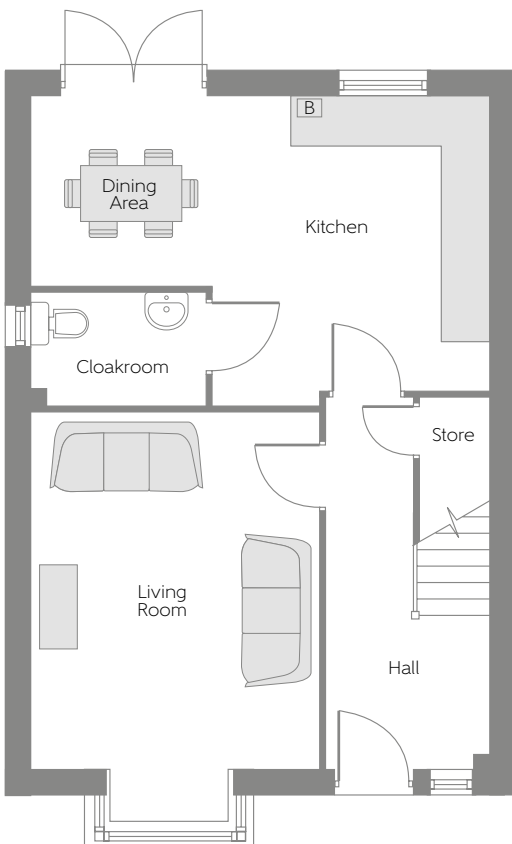 B
Dining
Area
Kitchen
Cloakroom
Store
Living
Room
Hall